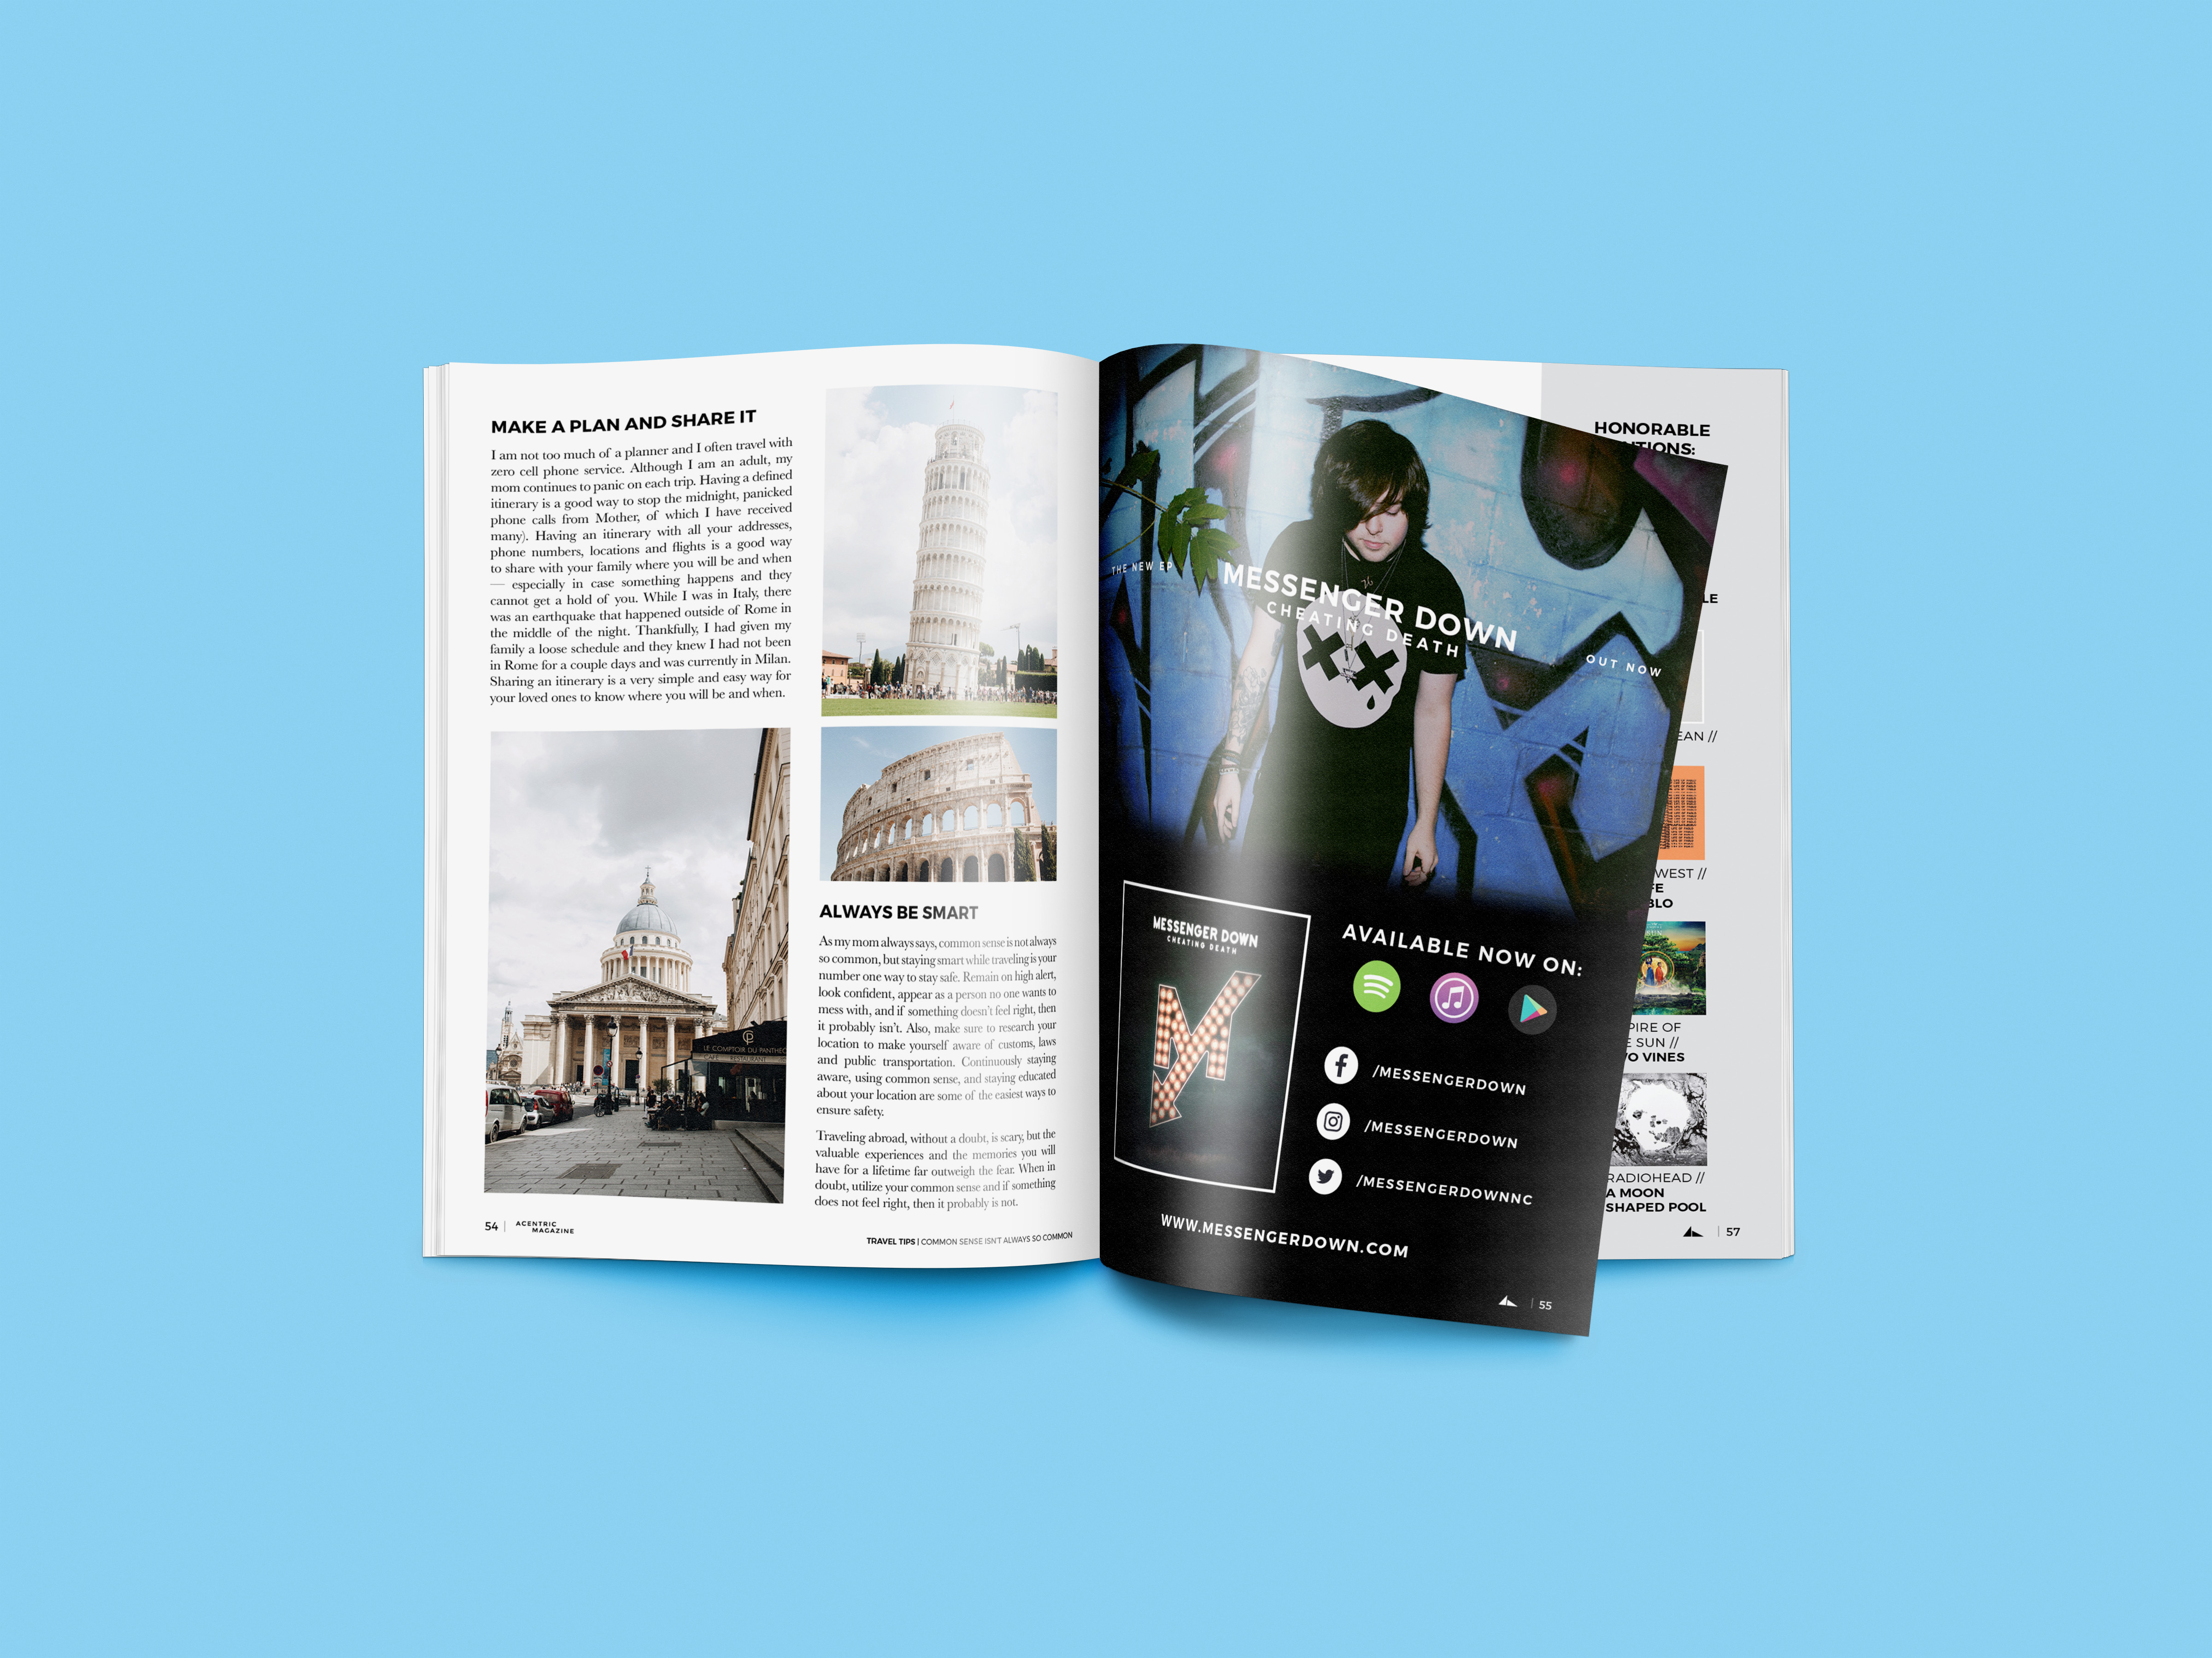 MAKE A PLAN AND SHARE IT
I am not too much of a planner and I often travel with
zero cell phone service. Although I am an adult, my
mom continues to panic on each trip. Having a defined
itinerary is a good way to stop the midnight, panicked
phone calls from Mother, of which I have received
many). Having an itinerary with all your addresses,
phone numbers, locations and flights is a good way
to share with your family where you will be and when
— especially in case something happens and they
cannot get a hold of you. While I was in Italy, there
was an earthquake that happened outside of Rome in
the middle of the night. Thankfully, I had given my
family a loose schedule and they knew I had not been
in Rome for a couple days and was currently in Milan.
Sharing an itinerary is a very simple and easy way for
your loved ones to know where you will be and when.
LE COMPTOIR DU PANTHEO
CAFE RESTAURANT
ALWAYS BE SMART
As my mom always says, common sense is not always
so common, but staying smart while traveling is your
number one way to stay safe. Remain on high alert,
look confident, appear as a person no one wants to
mess with, and if something doesn't feel right, then
it probably isn't. Also, make sure to research your
location to make yourself aware of customs, laws
and public transportation. Continuously staying
aware, using common sense, and staying educated
about your location are some of the easiest ways to
ensure safety.
Traveling abroad, without a doubt, is scary, but the
valuable experiences and the memories you will
have for a lifetime far outweigh the fear. When in
doubt, utilize your common sense and if something
does not feel right, then it probably is not.
54 | ACENTRIC
MAGAZINE
TRAVEL TIPS | COMMON SENSE ISN'T ALWAYS SO COMMON
THE NEW EP
MESSENGER DOWN
CHEATING DEATH
OUT NOW
MESSENGER DOWN
CHEATING DEATH
AVAILABLE NOW ON:
/MESSENGERDOWN
/MESSENGERDOWN
/MESSENGERDOWNNC
WWW.MESSENGERDOWN.COM
| 55
HONORABLE
TIONS:
LE
EAN //
WEST //
FE
BLO
PIRE OF
E SUN //
O VINES
RADIOHEAD //
A MOON
SHAPED POOL
| 57